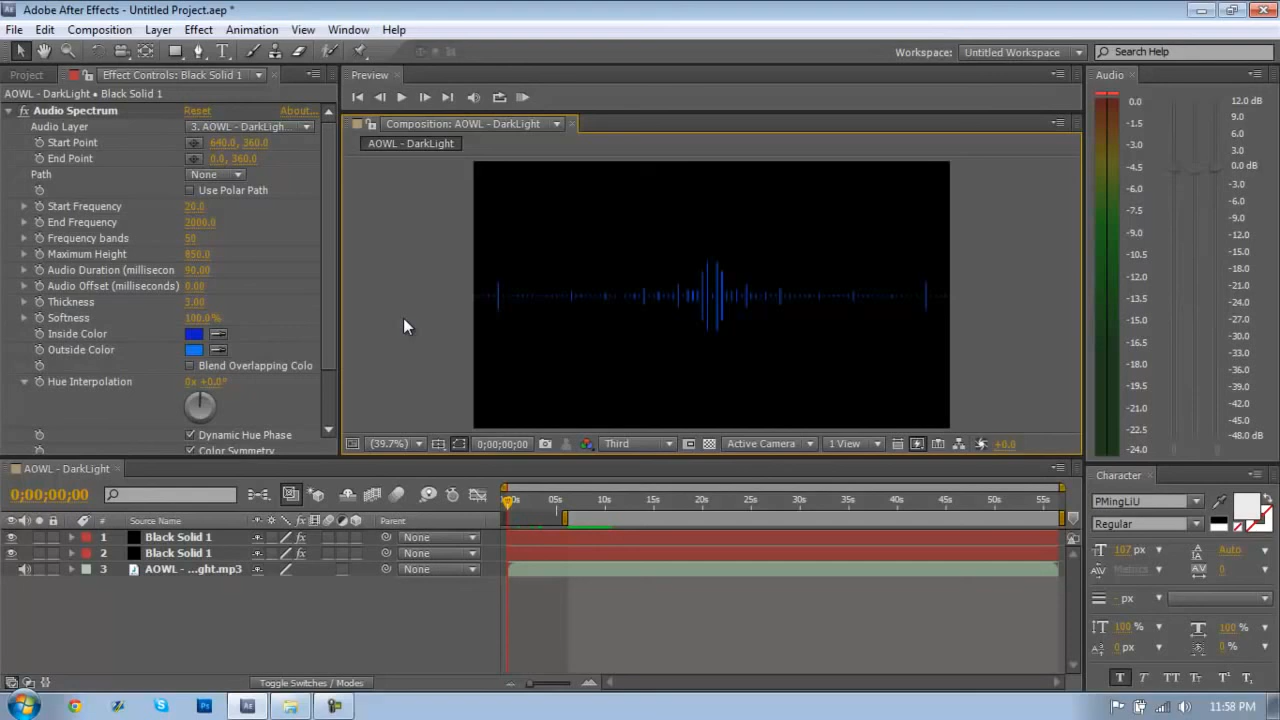 Adobe After Effects - Untitled Project.aep *
File Edit Composition Layer Effect Animation View Window Help
Workspace: Untitled Workspace Search Help
Project Effect Controls: Black Solid 1 Preview Audio
AOWL - DarkLight • Black Solid 1
Audio Spectrum Reset About...
Audio Layer 3. AOWL - DarkLigh...
Start Point 640.0, 360.0
End Point 0.0, 360.0
Path None
Use Polar Path
Start Frequency 20.0
End Frequency 2000.0
Frequency bands 50
Maximum Height 850.0
Audio Duration (millisecon 90.00
Audio Offset (milliseconds) 0.00
Thickness 3.00
Softness 100.0%
Inside Color
Outside Color
Blend Overlapping Colo
Hue Interpolation 0x +0.0°
Dynamic Hue Phase
Color Symmetry
Composition: AOWL - DarkLight
AOWL - DarkLight
(39.7%) 0;00;00;00 Third Active Camera 1 View +0.0
0.0
-1.5
-3.0
-4.5
-6.0
-7.5
-9.0
-10.5
-12.0
-13.5
-15.0
-16.5
-18.0
-19.5
-21.0
-22.5
-24.0
12.0 dB
9.0
6.0
3.0
0.0 dB
-3.0
-6.0
-9.0
-12.0
-15.0
-18.0
-21.0
-24.0
-27.0
-30.0
-33.0
-36.0
-39.0
-42.0
-45.0
-48.0 dB
AOWL - DarkLight
0;00;00;00
:00s 05s 10s 15s 20s 25s 30s 35s 40s 45s 50s 55s
# Source Name Parent
1 Black Solid 1 fx None
2 Black Solid 1 fx None
3 AOWL - ...ght.mp3 None
Toggle Switches / Modes
Character
PMingLiU
Regular
107 px Auto
Metrics 0
- px
100 % 100 %
0 px 0 %
T T TT Tr T¹ T₁
11:58 PM